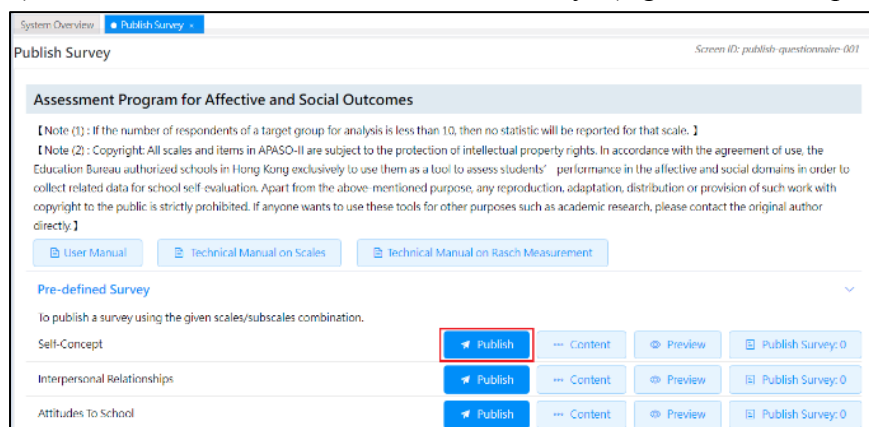 System Overview
Publish Survey ×
Publish Survey
Screen ID: publish-questionnaire-001
Assessment Program for Affective and Social Outcomes
【Note (1) : If the number of respondents of a target group for analysis is less than 10, then no statistic will be reported for that scale. 】
【Note (2) : Copyright: All scales and items in APASO-II are subject to the protection of intellectual property rights. In accordance with the agreement of use, the
Education Bureau authorized schools in Hong Kong exclusively to use them as a tool to assess students' performance in the affective and social domains in order to
collect related data for school self evaluation. Apart from the above-mentioned purpose, any reproduction, adaptation, distribution or provision of such work with
copyright to the public is strictly prohibited. If anyone wants to use these tools for other purposes such as academic research, please contact the original author
directly.】
User Manual
Technical Manual on Scales
Technical Manual on Rasch Measurement
Pre-defined Survey
To publish a survey using the given scales/subscales combination.
Self-Concept
Publish
Content
Preview
Publish Survey: 0
Interpersonal Relationships
Publish
Content
Preview
Publish Survey: 0
Attitudes To School
Publish
Content
Preview
Publish Survey: 0